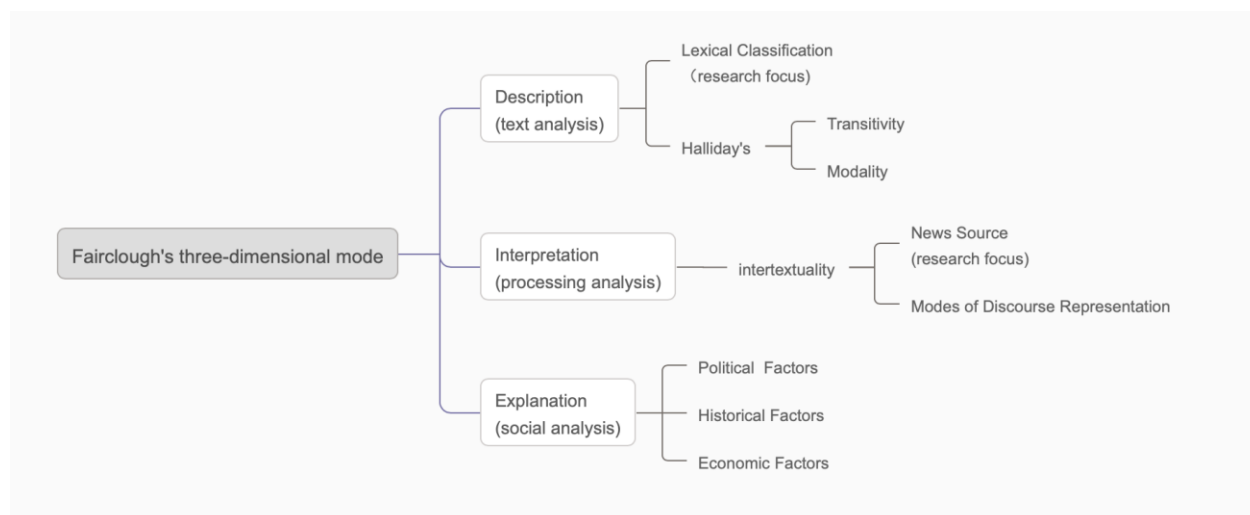 Fairclough's three-dimensional mode
Description
(text analysis)
Lexical Classification
（research focus)
Halliday's
Transitivity
Modality
Interpretation
(processing analysis)
intertextuality
News Source
(research focus)
Modes of Discourse Representation
Explanation
(social analysis)
Political  Factors
Historical Factors
Economic Factors